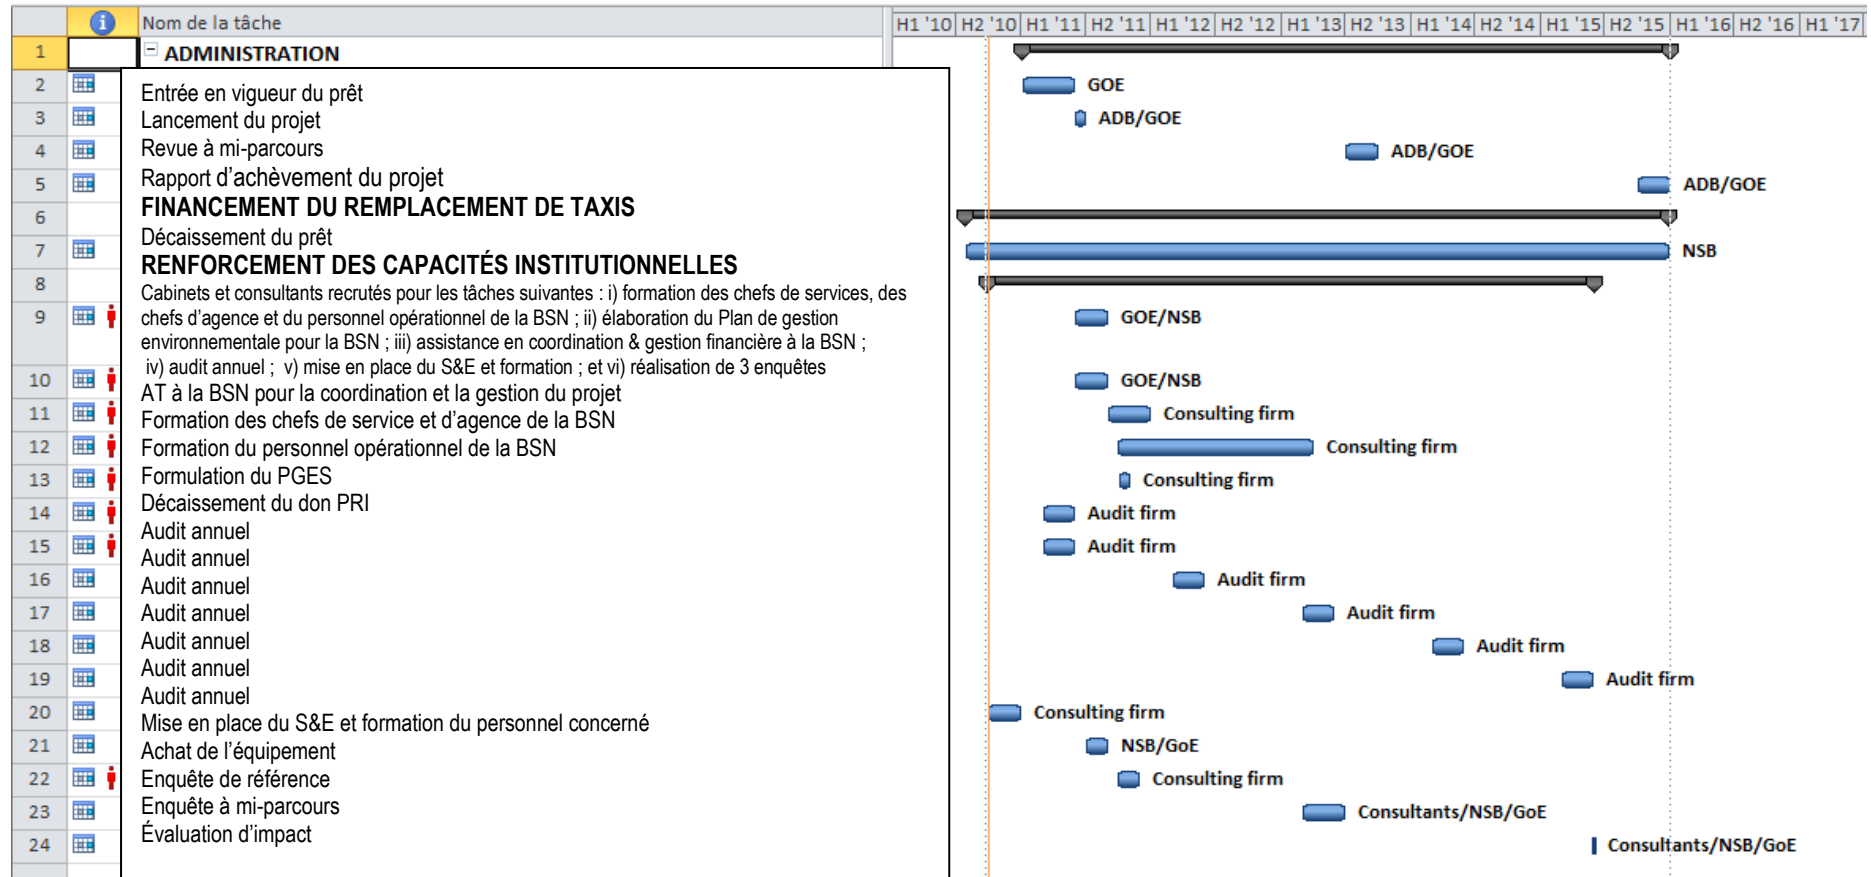 Nom de la tâche
H1 '10 H2 '10 H1 '11 H2 '11 H1 '12 H2 '12 H1 '13 H2 '13 H1 '14 H2 '14 H1 '15 H2 '15 H1 '16 H2 '16 H1 '17
1 ADMINISTRATION
2 Entrée en vigueur du prêt GOE
3 Lancement du projet ADB/GOE
4 Revue à mi-parcours ADB/GOE
5 Rapport d'achèvement du projet ADB/GOE
6 FINANCEMENT DU REMPLACEMENT DE TAXIS
7 Décaissement du prêt NSB
8 RENFORCEMENT DES CAPACITÉS INSTITUTIONNELLES
9 Cabinets et consultants recrutés pour les tâches suivantes : i) formation des chefs de services, des
chefs d'agence et du personnel opérationnel de la BSN ; ii) élaboration du Plan de gestion GOE/NSB
environnementale pour la BSN ; iii) assistance en coordination & gestion financière à la BSN ;
iv) audit annuel ; v) mise en place du S&E et formation ; et vi) réalisation de 3 enquêtes
10 AT à la BSN pour la coordination et la gestion du projet GOE/NSB
11 Formation des chefs de service et d'agence de la BSN Consulting firm
12 Formation du personnel opérationnel de la BSN Consulting firm
13 Formulation du PGES Consulting firm
14 Décaissement du don PRI Audit firm
15 Audit annuel Audit firm
Audit annuel
16 Audit annuel Audit firm
17 Audit annuel Audit firm
18 Audit annuel Audit firm
19 Audit annuel Audit firm
Audit annuel
20 Mise en place du S&E et formation du personnel concerné Consulting firm
21 Achat de l'équipement NSB/GoE
22 Enquête de référence Consulting firm
23 Enquête à mi-parcours Consultants/NSB/GoE
24 Évaluation d'impact Consultants/NSB/GoE